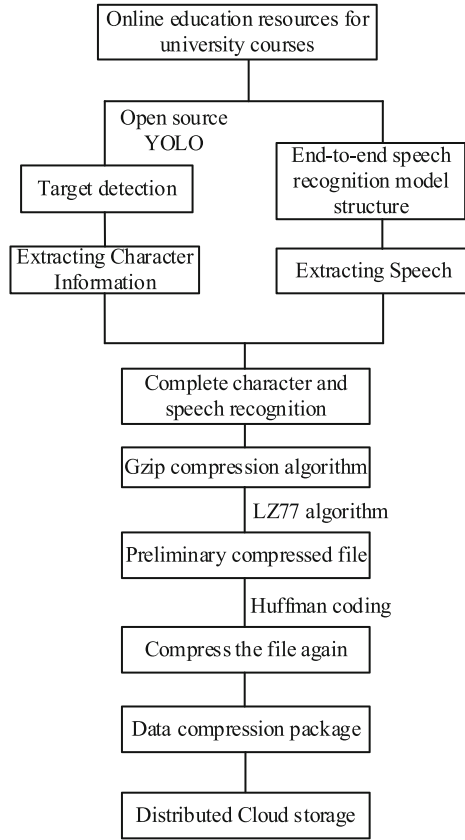 Online education resources for
university courses
Open source
YOLO
Target detection
Extracting Character
Information
End-to-end speech
recognition model
structure
Extracting Speech
Complete character and
speech recognition
Gzip compression algorithm
LZ77 algorithm
Preliminary compressed file
Huffman coding
Compress the file again
Data compression package
Distributed Cloud storage